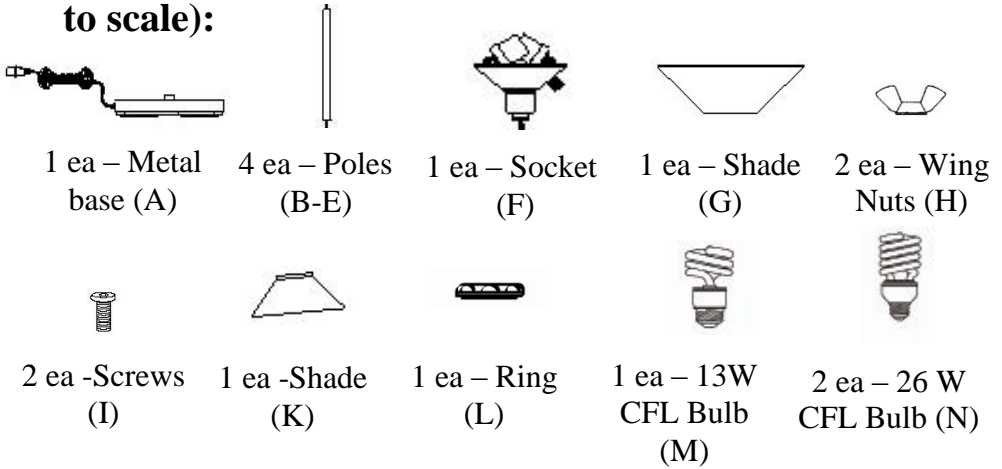 to scale):
1 ea – Metal
base (A)
4 ea – Poles
(B-E)
1 ea – Socket
(F)
1 ea – Shade
(G)
2 ea – Wing
Nuts (H)
2 ea -Screws
(I)
1 ea -Shade
(K)
1 ea – Ring
(L)
1 ea – 13W
CFL Bulb
(M)
2 ea – 26 W
CFL Bulb (N)